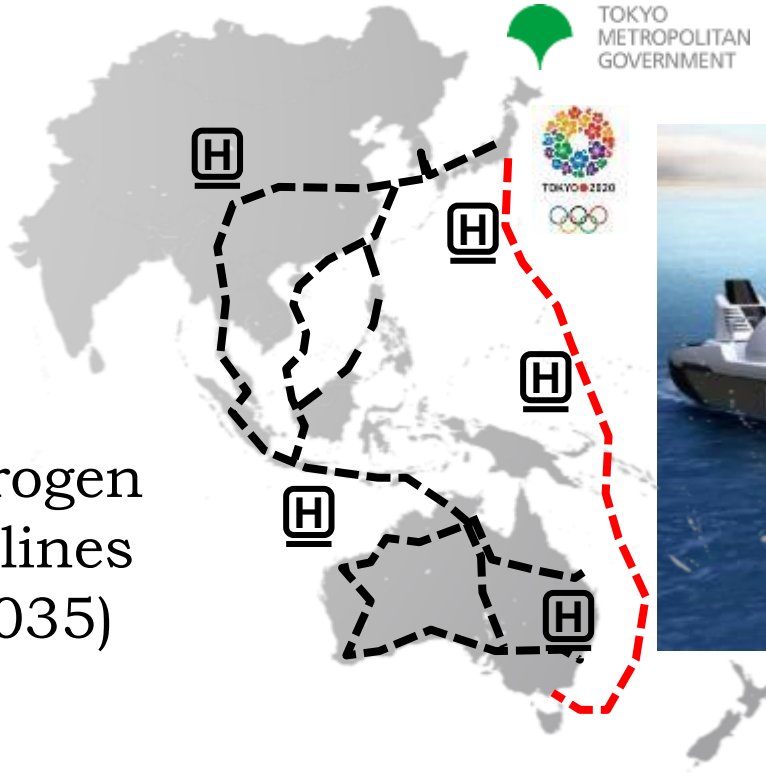 TOKYO
METROPOLITAN
GOVERNMENT
TOKYO 2020
H
H
H
H
H
rogen
lines
035)